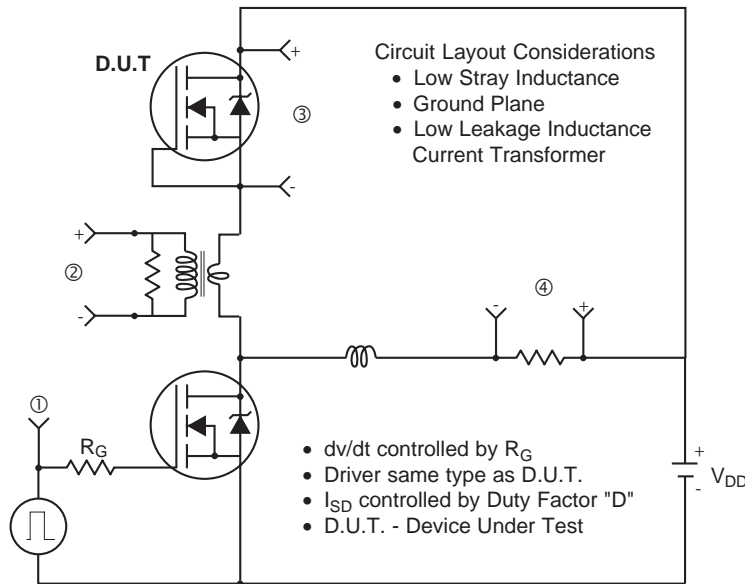 D.U.T
+
③
-
Circuit Layout Considerations
• Low Stray Inductance
• Ground Plane
• Low Leakage Inductance
Current Transformer
+
②
-
-
④
+
①
R_G
• dv/dt controlled by R_G
• Driver same type as D.U.T.
• I_SD controlled by Duty Factor "D"
• D.U.T. - Device Under Test
+
V_DD
-